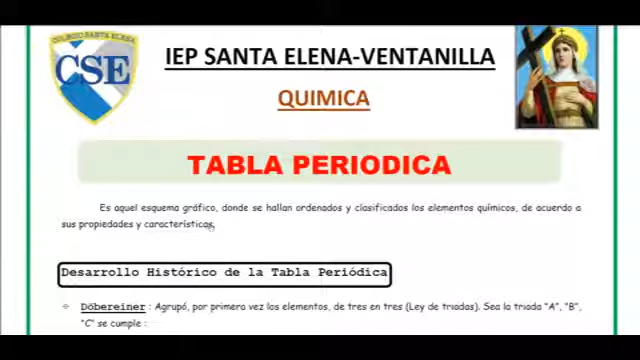 COLEGIO SANTA ELENA
CSE
IEP SANTA ELENA-VENTANILLA
QUIMICA
TABLA PERIODICA
Es aquel esquema gráfico, donde se hallan ordenados y clasificados los elementos químicos, de acuerdo a
sus propiedades y características.
Desarrollo Histórico de la Tabla Periódica
Döbereiner : Agrupó, por primera vez los elementos, de tres en tres (Ley de triadas). Sea la triada "A", "B",
"C" se cumple :